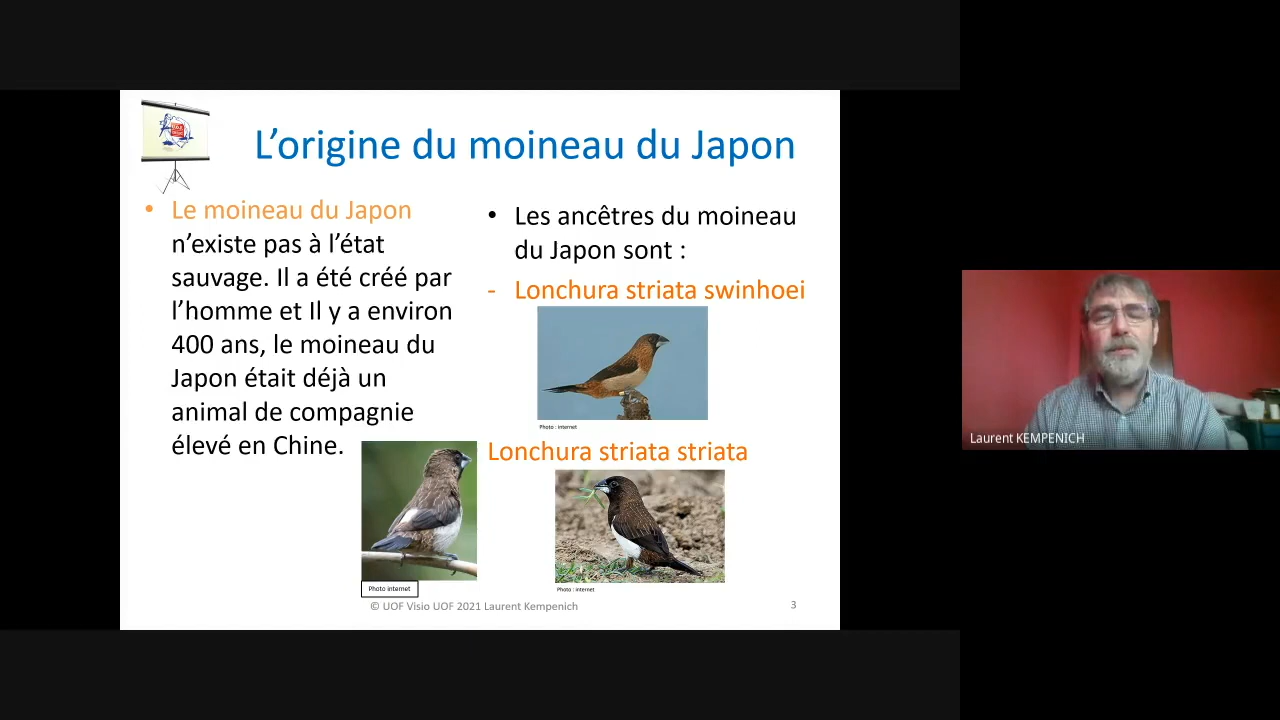 L’origine du moineau du Japon
• Le moineau du Japon
n’existe pas à l’état
sauvage. Il a été créé par
l’homme et Il y a environ
400 ans, le moineau du
Japon était déjà un
animal de compagnie
élevé en Chine.
Photo internet
• Les ancêtres du moineau
du Japon sont :
- Lonchura striata swinhoei
Photo : internet
Lonchura striata striata
Photo : internet
© UOF Visio UOF 2021 Laurent Kempenich
3
Laurent KEMPENICH